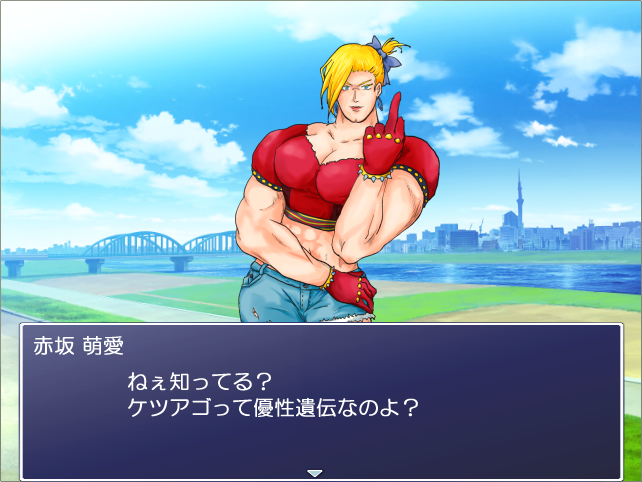 赤坂 萌愛
ねぇ知ってる？
ケツアゴって優性遺伝なのよ？